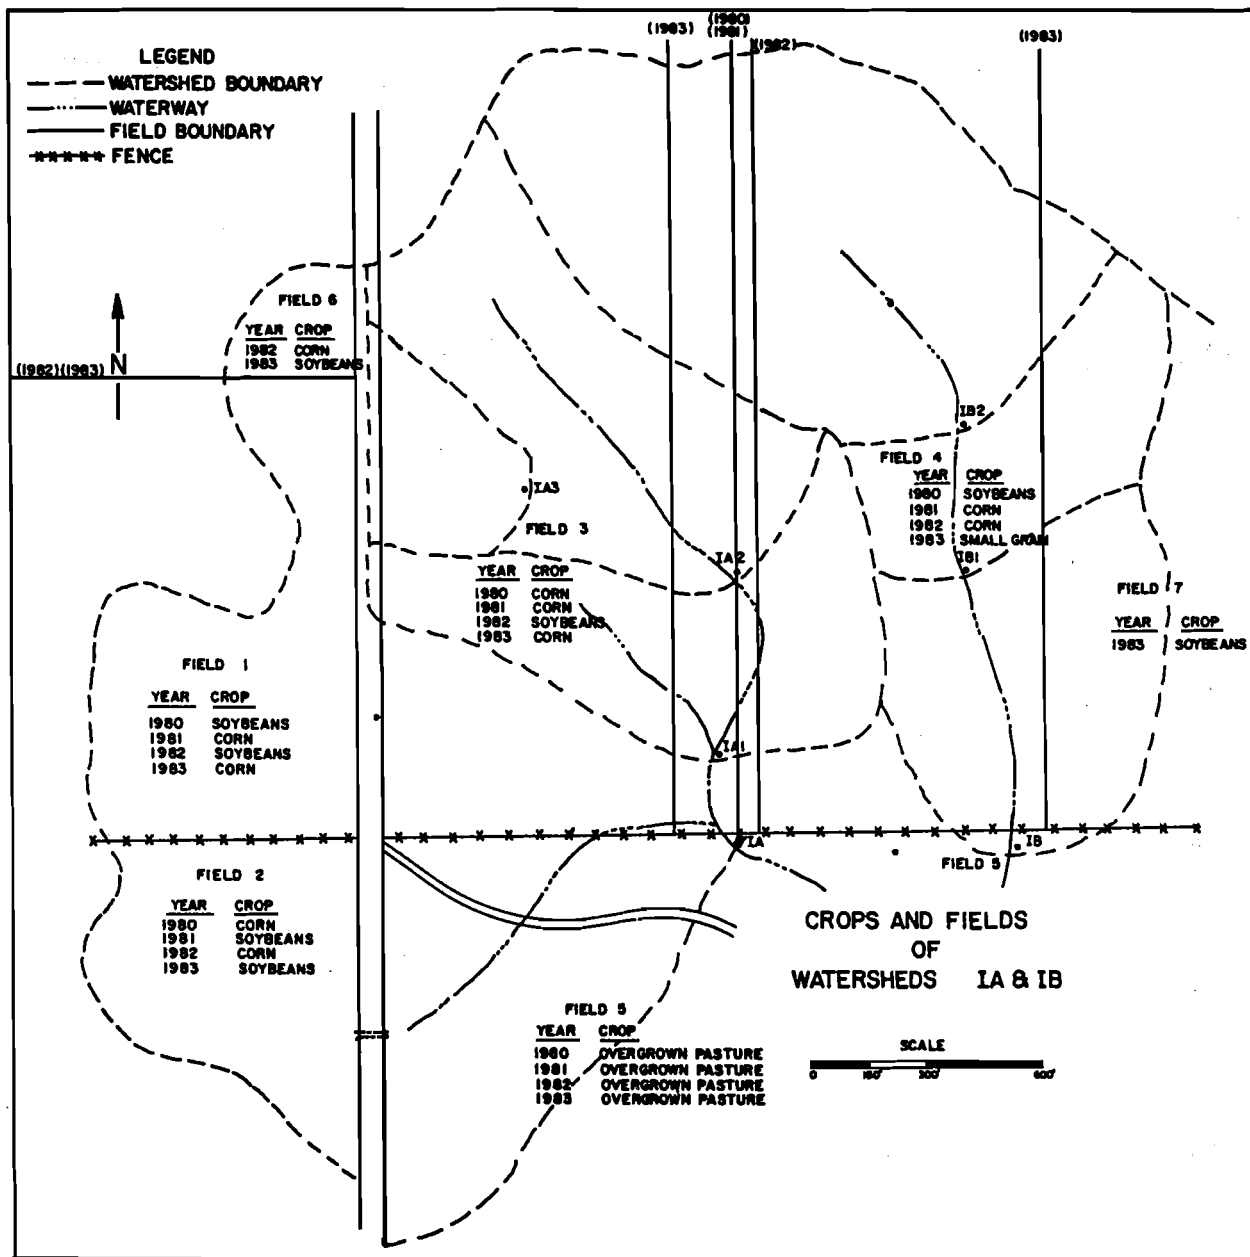 (1980)
(1983) (1981) (1982) (1983)
LEGEND
WATERSHED BOUNDARY
WATERWAY
FIELD BOUNDARY
FENCE
FIELD 6
YEAR CROP
1982 CORN
1983 SOYBEANS
(1982)(1983) N
IB2
FIELD 4
YEAR CROP
1980 SOYBEANS
1981 CORN
1982 CORN
1983 SMALL GRAIN
IB1
IA3
FIELD 3
IA2
YEAR CROP
1980 CORN
1981 CORN
1982 SOYBEANS
1983 CORN
FIELD 7
YEAR CROP
1983 SOYBEANS
FIELD 1
YEAR CROP
1980 SOYBEANS
1981 CORN
1982 SOYBEANS
1983 CORN
IA1
IA
IB
FIELD 5
FIELD 2
YEAR CROP
1980 CORN
1981 SOYBEANS
1982 CORN
1983 SOYBEANS
CROPS AND FIELDS
OF
WATERSHEDS IA & IB
FIELD 5
YEAR CROP
1980 OVERGROWN PASTURE
1981 OVERGROWN PASTURE
1982 OVERGROWN PASTURE
1983 OVERGROWN PASTURE
SCALE
0 150' 300' 600'